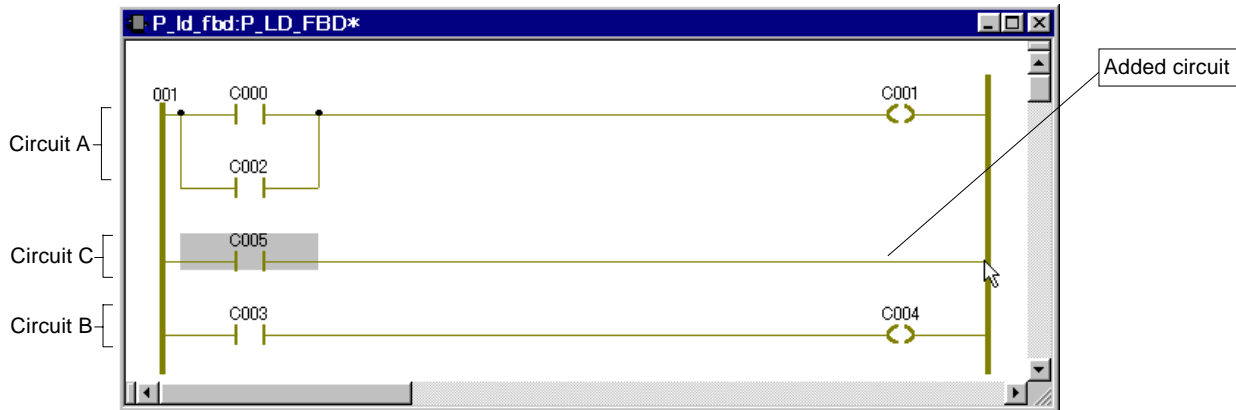 P_ld_fbd:P_LD_FBD*
Added circuit
001 C000 C001
Circuit A
C002
C005
Circuit C
C003 C004
Circuit B